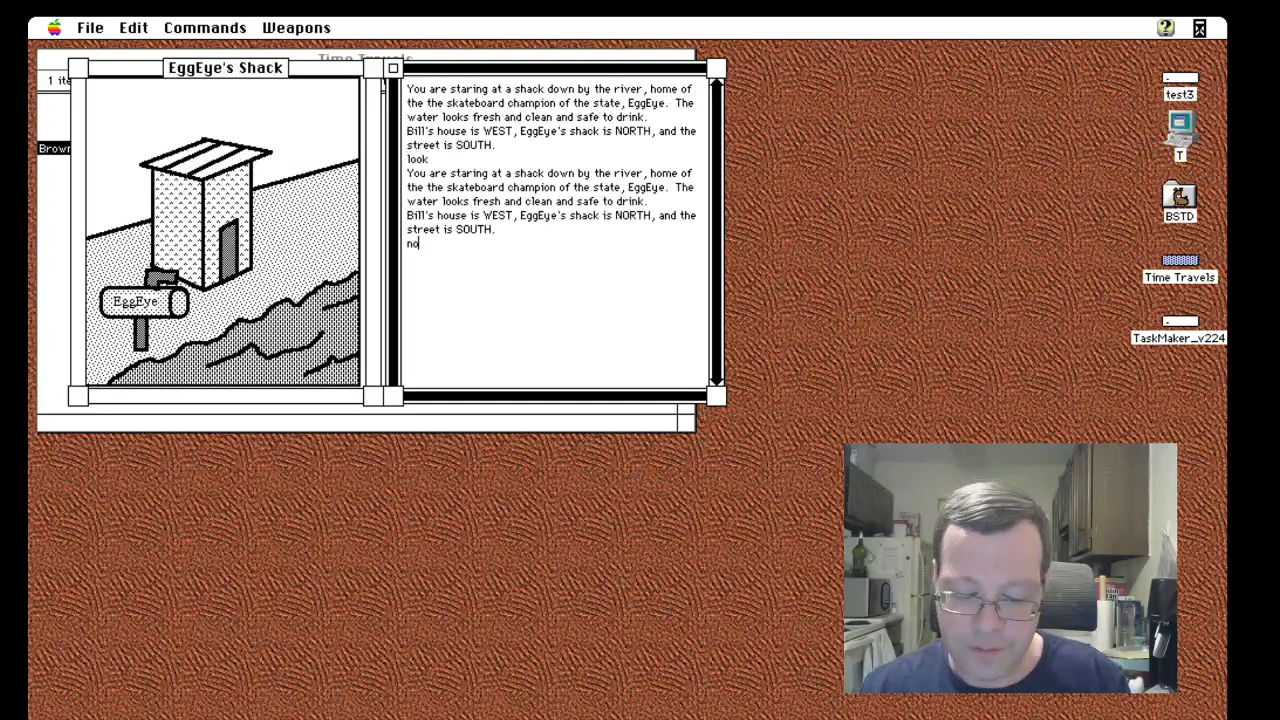 File Edit Commands Weapons
Time Travels
EggEye's Shack
1 ite
Brown
You are staring at a shack down by the river, home of
the the skateboard champion of the state, EggEye. The
water looks fresh and clean and safe to drink.
Bill's house is WEST, EggEye's shack is NORTH, and the
street is SOUTH.
look
You are staring at a shack down by the river, home of
the the skateboard champion of the state, EggEye. The
water looks fresh and clean and safe to drink.
Bill's house is WEST, EggEye's shack is NORTH, and the
street is SOUTH.
no
EggEye
test3
T
BSTD
Time Travels
TaskMaker_v224